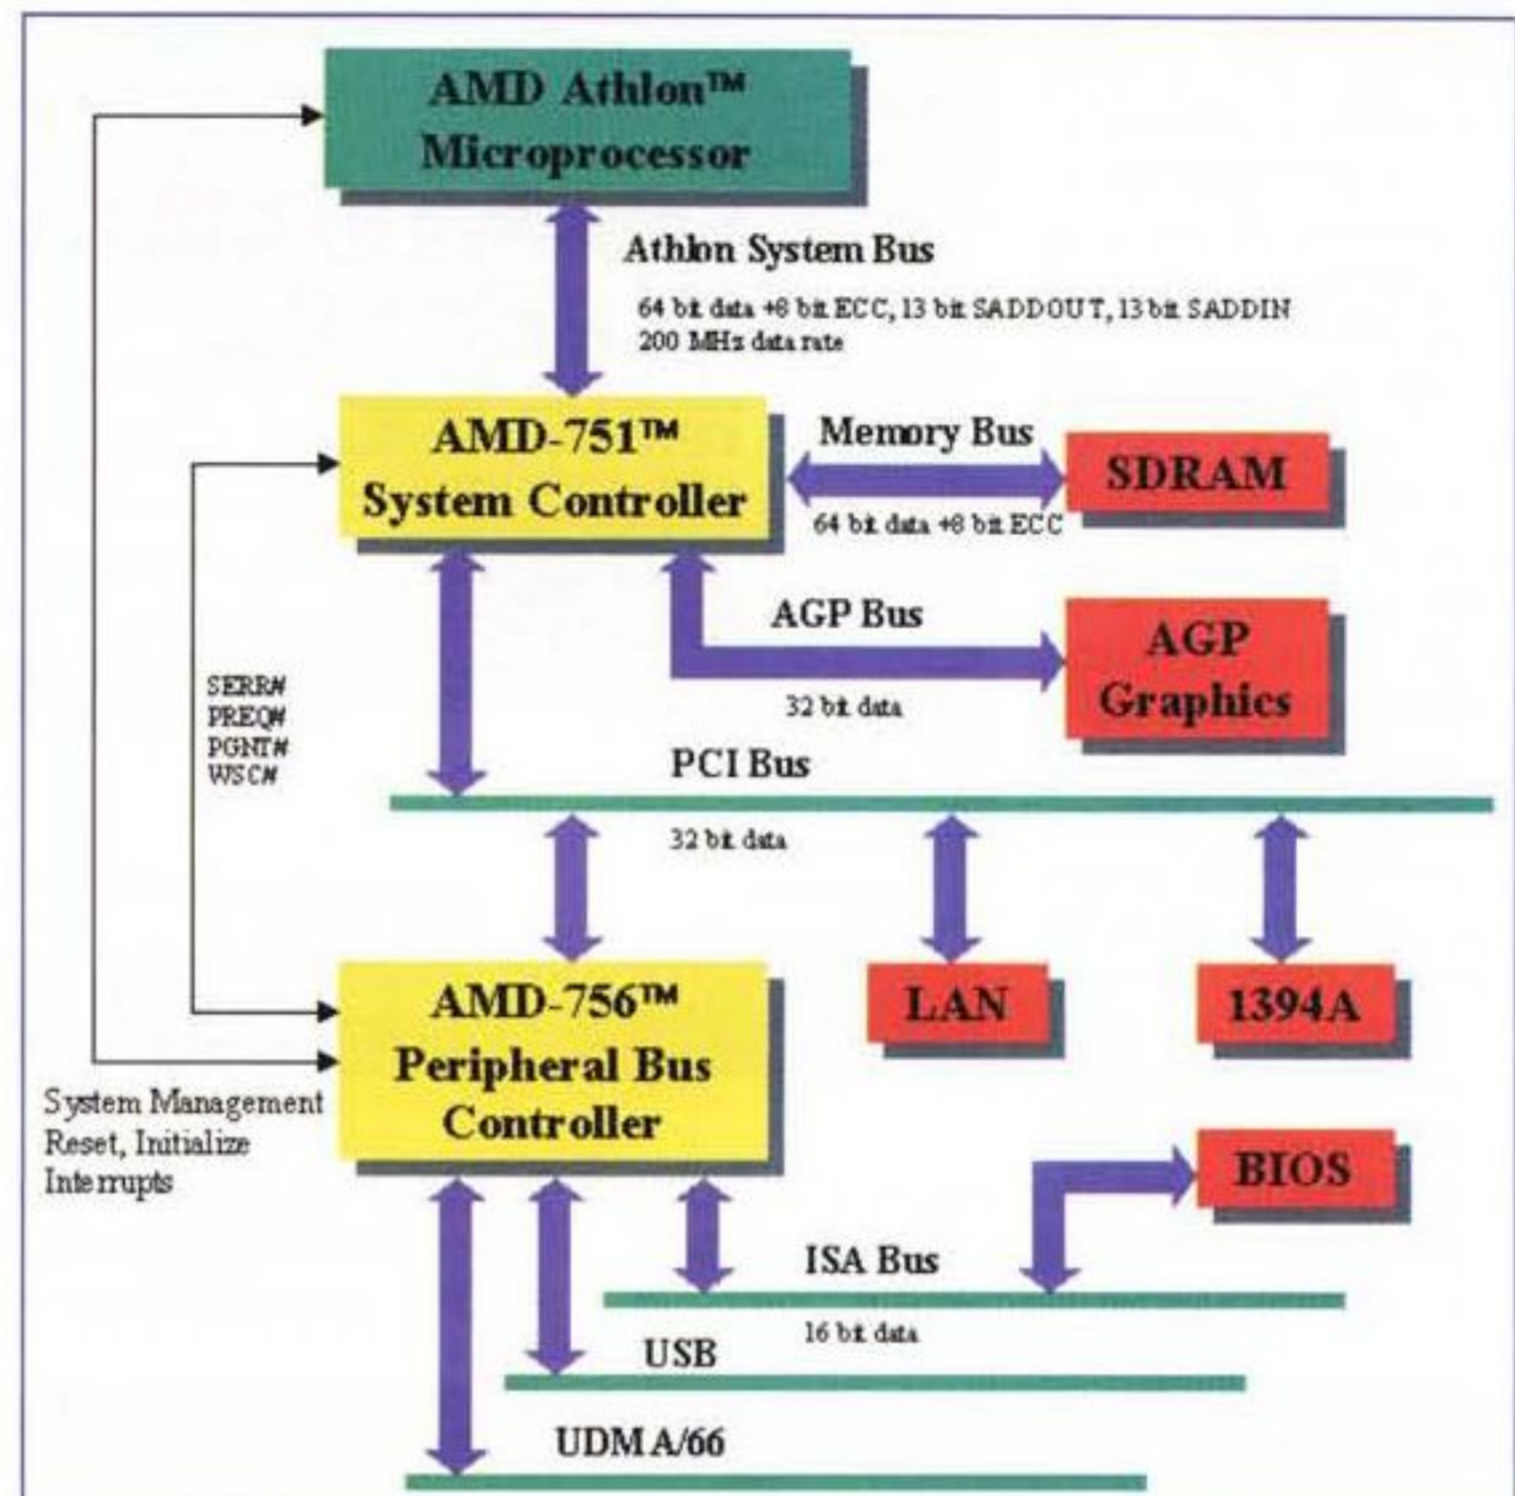 AMD Athlon™
Microprocessor
Athlon System Bus
64 bit data +8 bit ECC, 13 bit SADDOUT, 13 bit SADDIN
200 MHz data rate
AMD-751™
System Controller
Memory Bus
64 bit data +8 bit ECC
SDRAM
AGP Bus
32 bit data
AGP
Graphics
SERR#
PREQ#
PGNT#
WSC#
PCI Bus
32 bit data
AMD-756™
Peripheral Bus
Controller
LAN
1394A
System Management
Reset, Initialize
Interrupts
BIOS
ISA Bus
16 bit data
USB
UDMA/66